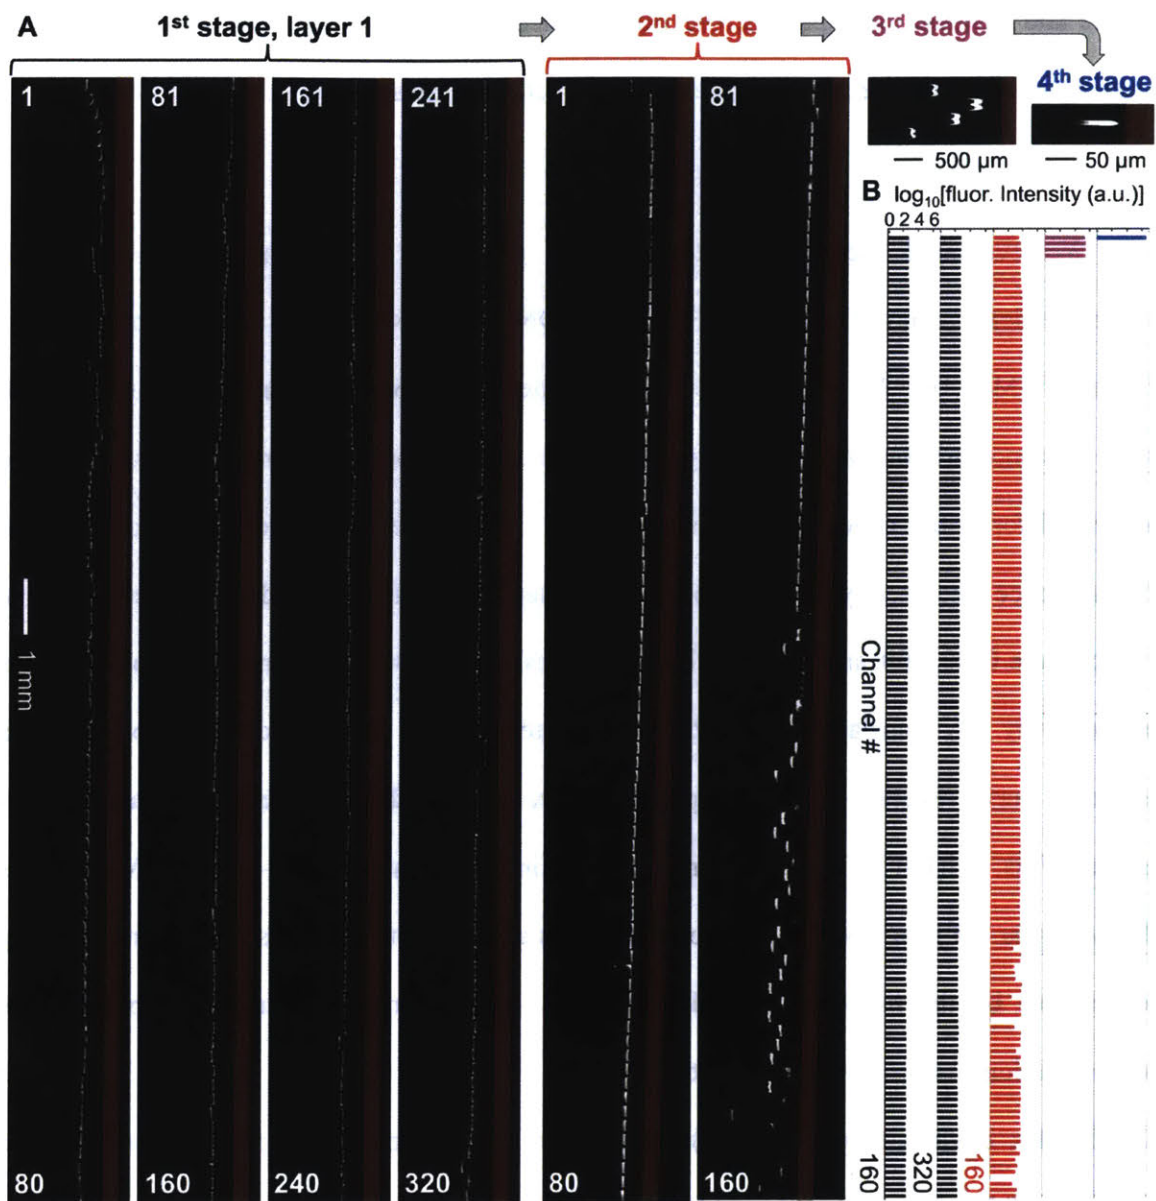 A
1st stage, layer 1
2nd stage
3rd stage
4th stage
1
81
161
241
1
81
500 µm
50 µm
B
log10[fluor. Intensity (a.u.)]
0 2 4 6
1 mm
Channel #
80
160
240
320
80
160
160
320
160